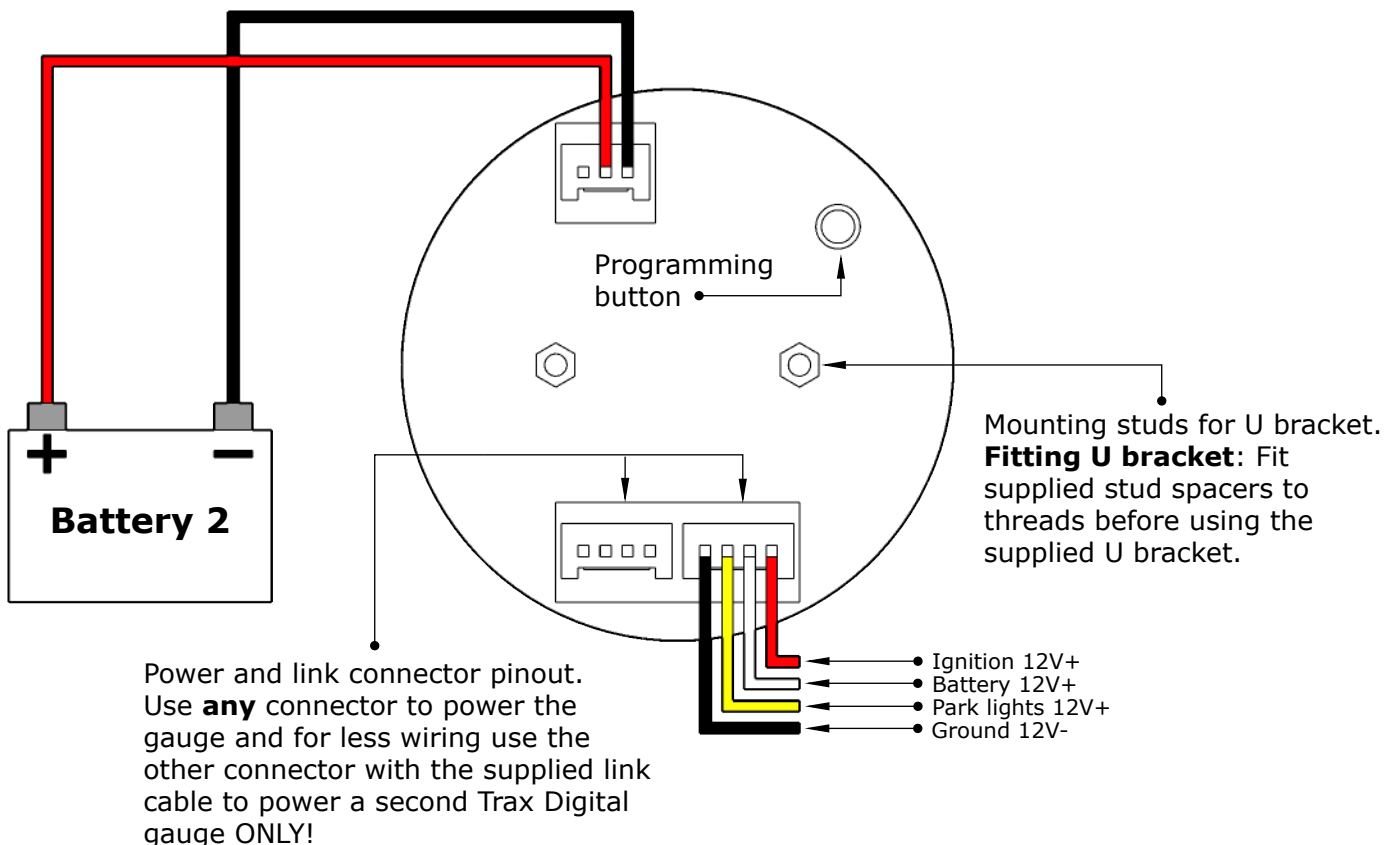 Programming
button
+ −
Battery 2
Mounting studs for U bracket.
Fitting U bracket: Fit
supplied stud spacers to
threads before using the
supplied U bracket.
Power and link connector pinout.
Use any connector to power the
gauge and for less wiring use the
other connector with the supplied link
cable to power a second Trax Digital
gauge ONLY!
Ignition 12V+
Battery 12V+
Park lights 12V+
Ground 12V-